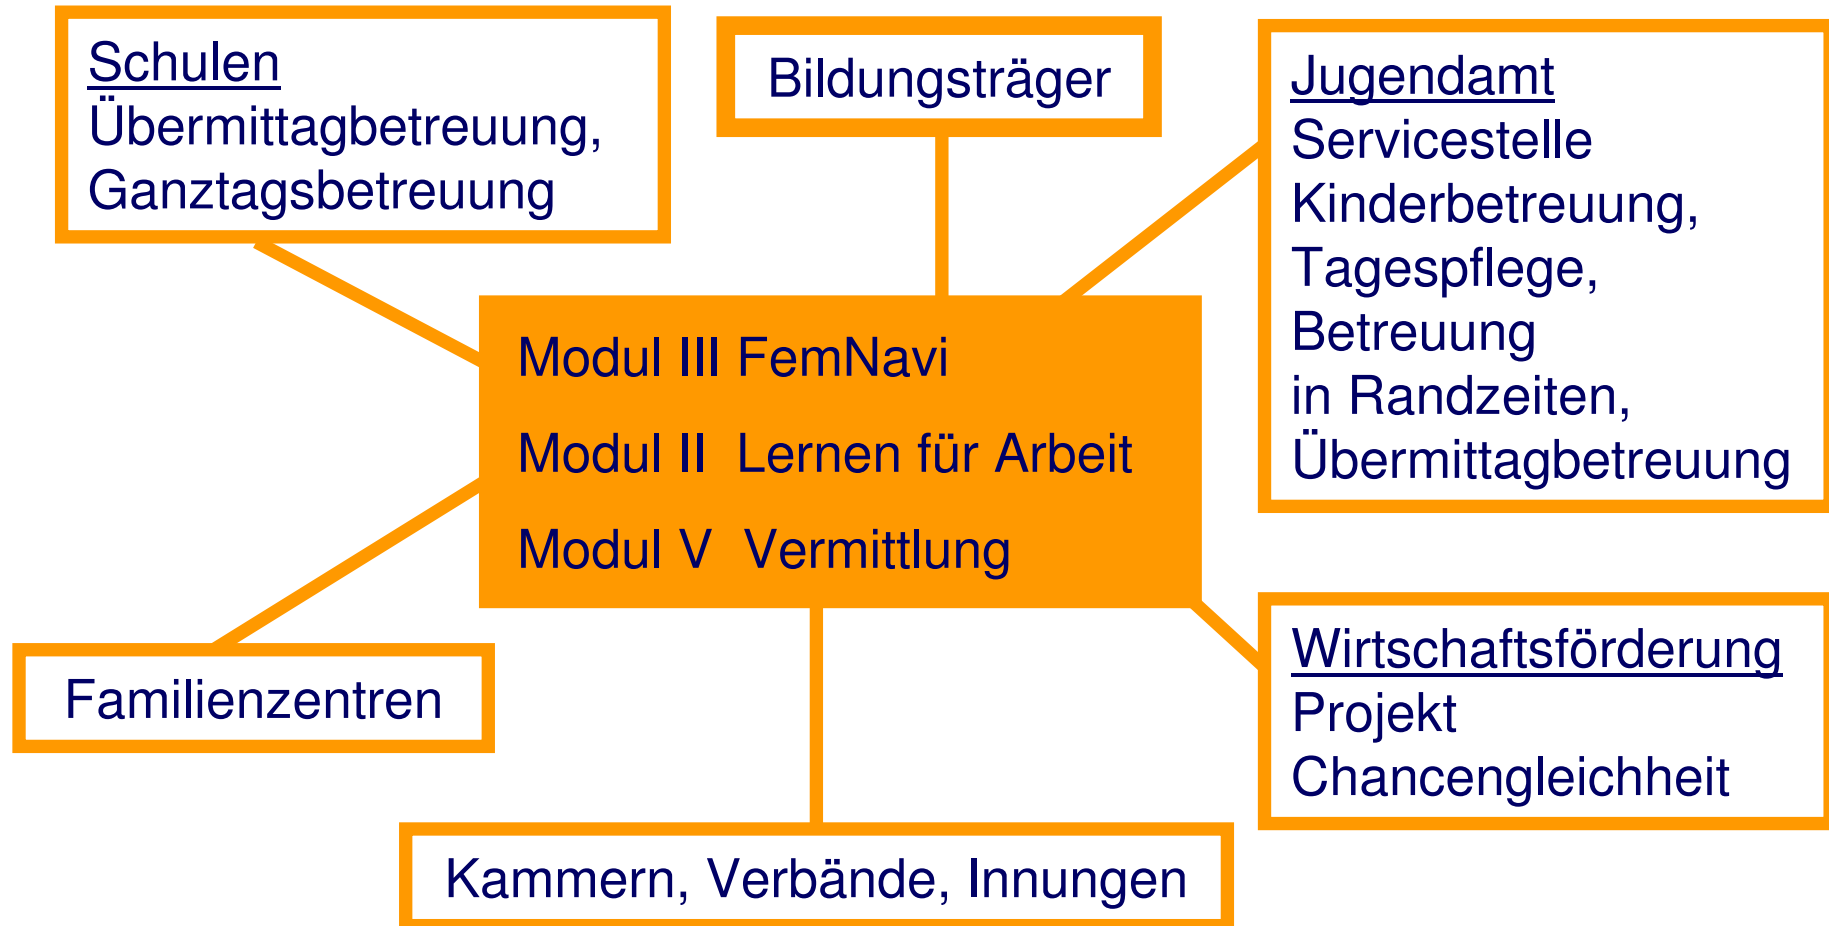 Schulen
Übermittagbetreuung,
Ganztagsbetreuung
Bildungsträger
Jugendamt
Servicestelle
Kinderbetreuung,
Tagespflege,
Betreuung
in Randzeiten,
Übermittagbetreuung
Modul III FemNavi
Modul II Lernen für Arbeit
Modul V Vermittlung
Familienzentren
Wirtschaftsförderung
Projekt
Chancengleichheit
Kammern, Verbände, Innungen